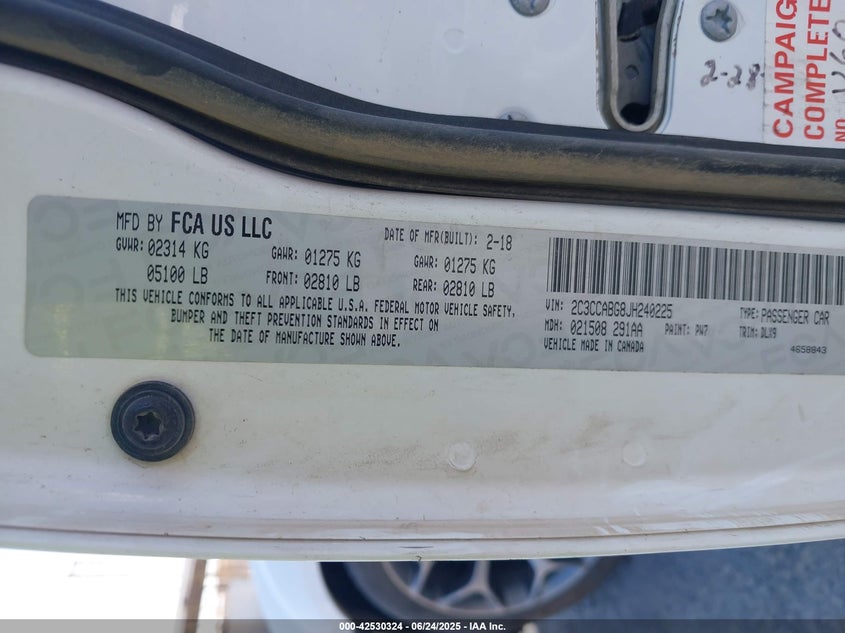 CAMPAIG
COMPLETE
NO
2-28-
MFD BY FCA US LLC
DATE OF MFR(BUILT): 2-18
GVWR: 02314 KG
GAWR: 01275 KG
GAWR: 01275 KG
05100 LB
FRONT: 02810 LB
REAR: 02810 LB
THIS VEHICLE CONFORMS TO ALL APPLICABLE U.S.A. FEDERAL MOTOR VEHICLE SAFETY,
BUMPER AND THEFT PREVENTION STANDARDS IN EFFECT ON
THE DATE OF MANUFACTURE SHOWN ABOVE.
VIN: 2C3CCABG8JH240225
TYPE: PASSENGER CAR
MDH: 021508 291AA
PAINT: PW7
TRIM: DLX9
VEHICLE MADE IN CANADA
4658843
000-42530324 • 06/24/2025 - IAA Inc.